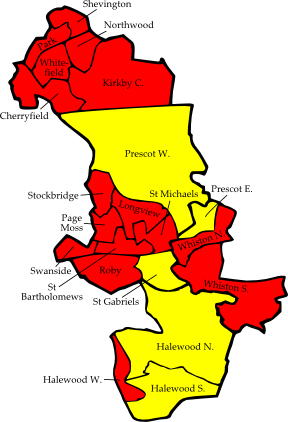 Shevington
Northwood
Park
White-
field
Kirkby C.
Cherryfield
Prescot W.
Stockbridge
St Michaels
Prescot E.
Longview
Page
Moss
Whiston N.
Swanside
Roby
St
Bartholomews
St Gabriels
Whiston S.
Halewood N.
Halewood W.
Halewood S.